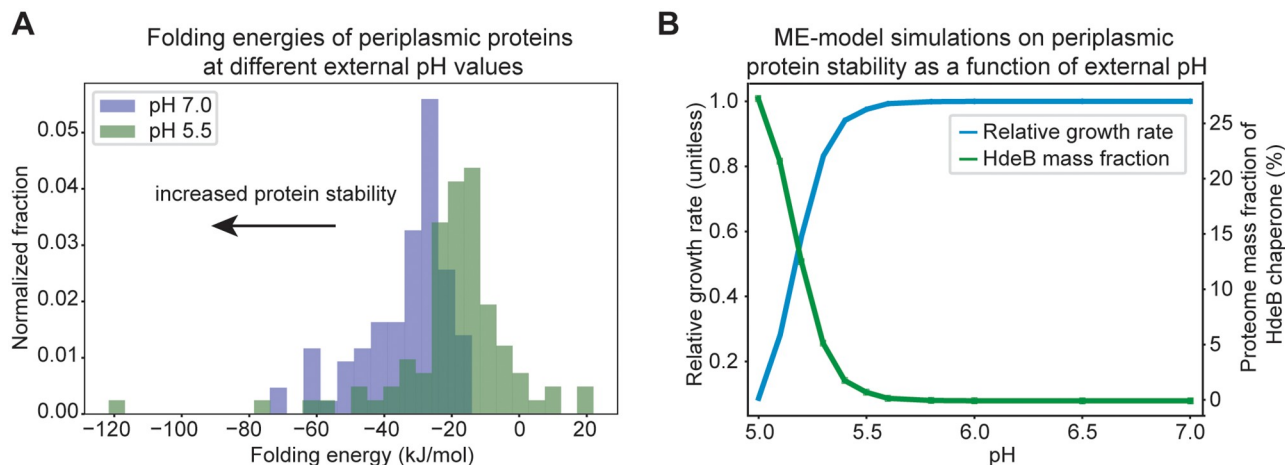 A
Folding energies of periplasmic proteins
at different external pH values
pH 7.0
pH 5.5
increased protein stability
Normalized fraction
0.05
0.04
0.03
0.02
0.01
0.00
−120
−100
−80
−60
−40
−20
0
20
Folding energy (kJ/mol)
B
ME-model simulations on periplasmic
protein stability as a function of external pH
Relative growth rate
HdeB mass fraction
Relative growth rate (unitless)
1.0
0.8
0.6
0.4
0.2
25
20
15
10
5
0
Proteome mass fraction of
HdeB chaperone (%)
5.0
5.5
6.0
6.5
7.0
pH